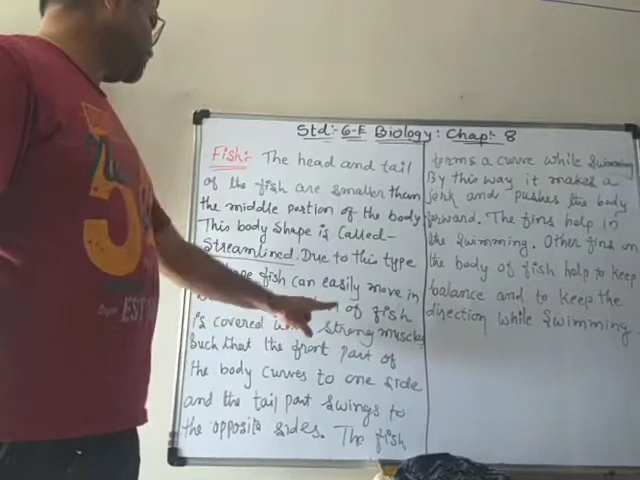 Std:- 6-E Biology: Chap:- 8
Fish:- The head and tail
of the fish are smaller than
the middle portion of the body
This body shape is called-
Streamlined. Due to this type
fish can easily move in
of fish
is covered strong muscles
Such that the front part of
the body curves to one side
and the tail part swings to
the opposite sides. The fish
forms a curve while swimming
By this way it makes a
jerk and pushes the body
forward. The fins help in
the swimming. Other fins on
the body of fish help to keep
balance and to keep the
direction while swimming.
5
EST